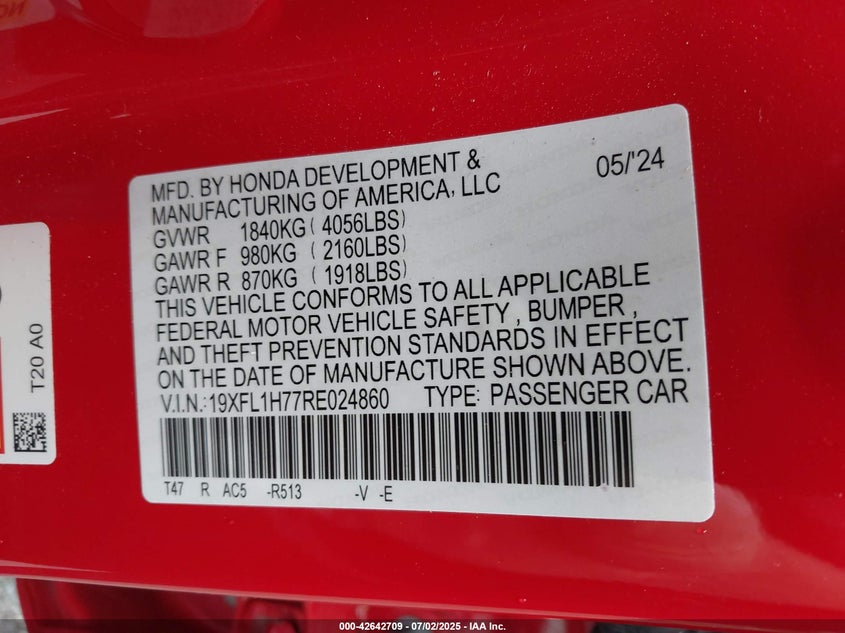 MFD. BY HONDA DEVELOPMENT & 05/'24
MANUFACTURING OF AMERICA, LLC
GVWR 1840KG ( 4056LBS)
GAWR F 980KG ( 2160LBS)
GAWR R 870KG ( 1918LBS)
THIS VEHICLE CONFORMS TO ALL APPLICABLE
FEDERAL MOTOR VEHICLE SAFETY , BUMPER ,
AND THEFT PREVENTION STANDARDS IN EFFECT
ON THE DATE OF MANUFACTURE SHOWN ABOVE.
V.I.N.:19XFL1H77RE024860 TYPE: PASSENGER CAR
T47 R AC5 -R513 -V -E
T20 A0
000-42642709 - 07/02/2025 - IAA Inc.